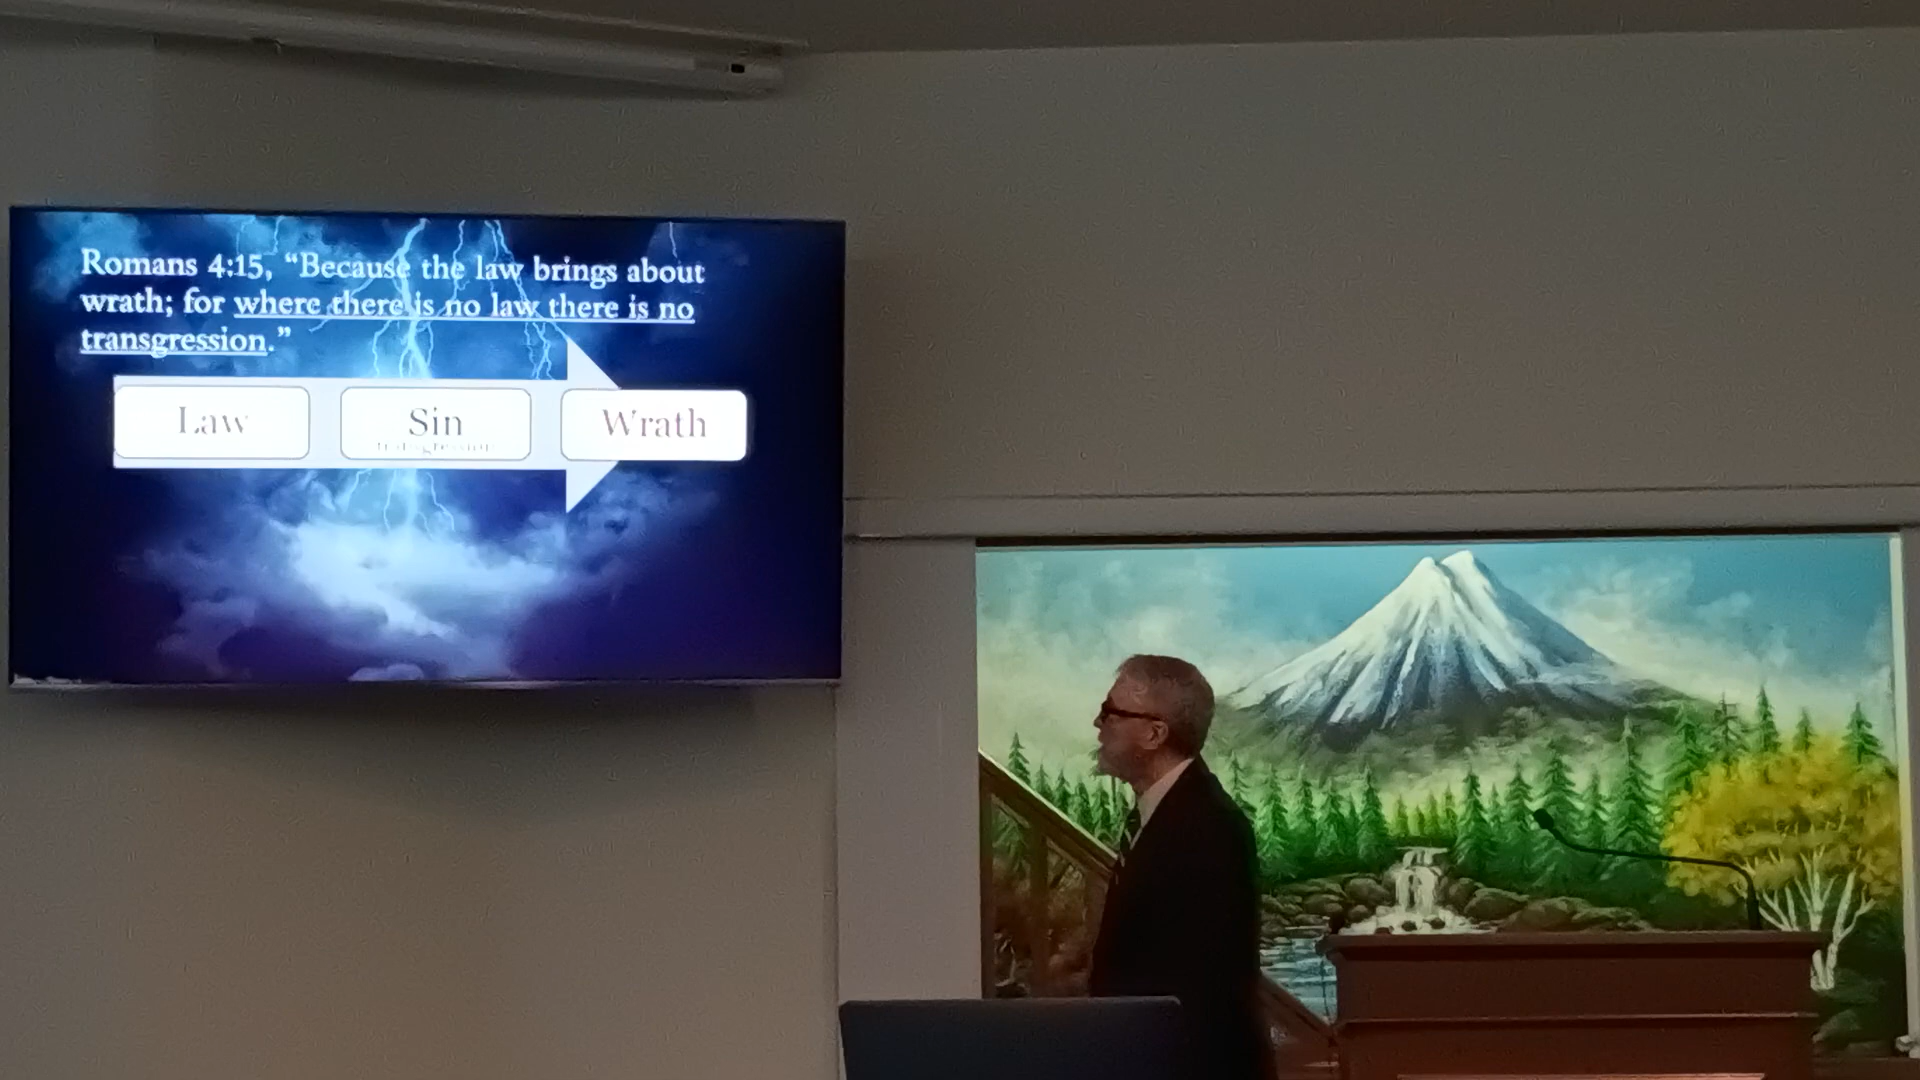 Romans 4:15, “Because the law brings about
wrath; for where there is no law there is no
transgression.”
Law
Sin
transgression
Wrath